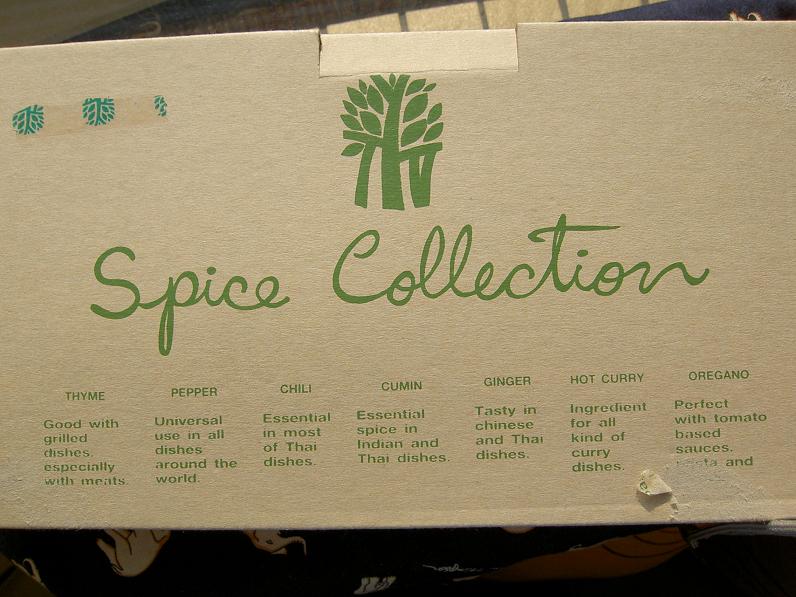 Spice Collection
THYME
Good with
grilled
dishes.
especially
with meats.
PEPPER
Universal
use in all
dishes
around the
world.
CHILI
Essential
in most
of Thai
dishes.
CUMIN
Essential
spice in
Indian and
Thai dishes.
GINGER
Tasty in
chinese
and Thai
dishes.
HOT CURRY
Ingredient
for all
kind of
curry
dishes.
OREGANO
Perfect
with tomato
based
sauces.
and